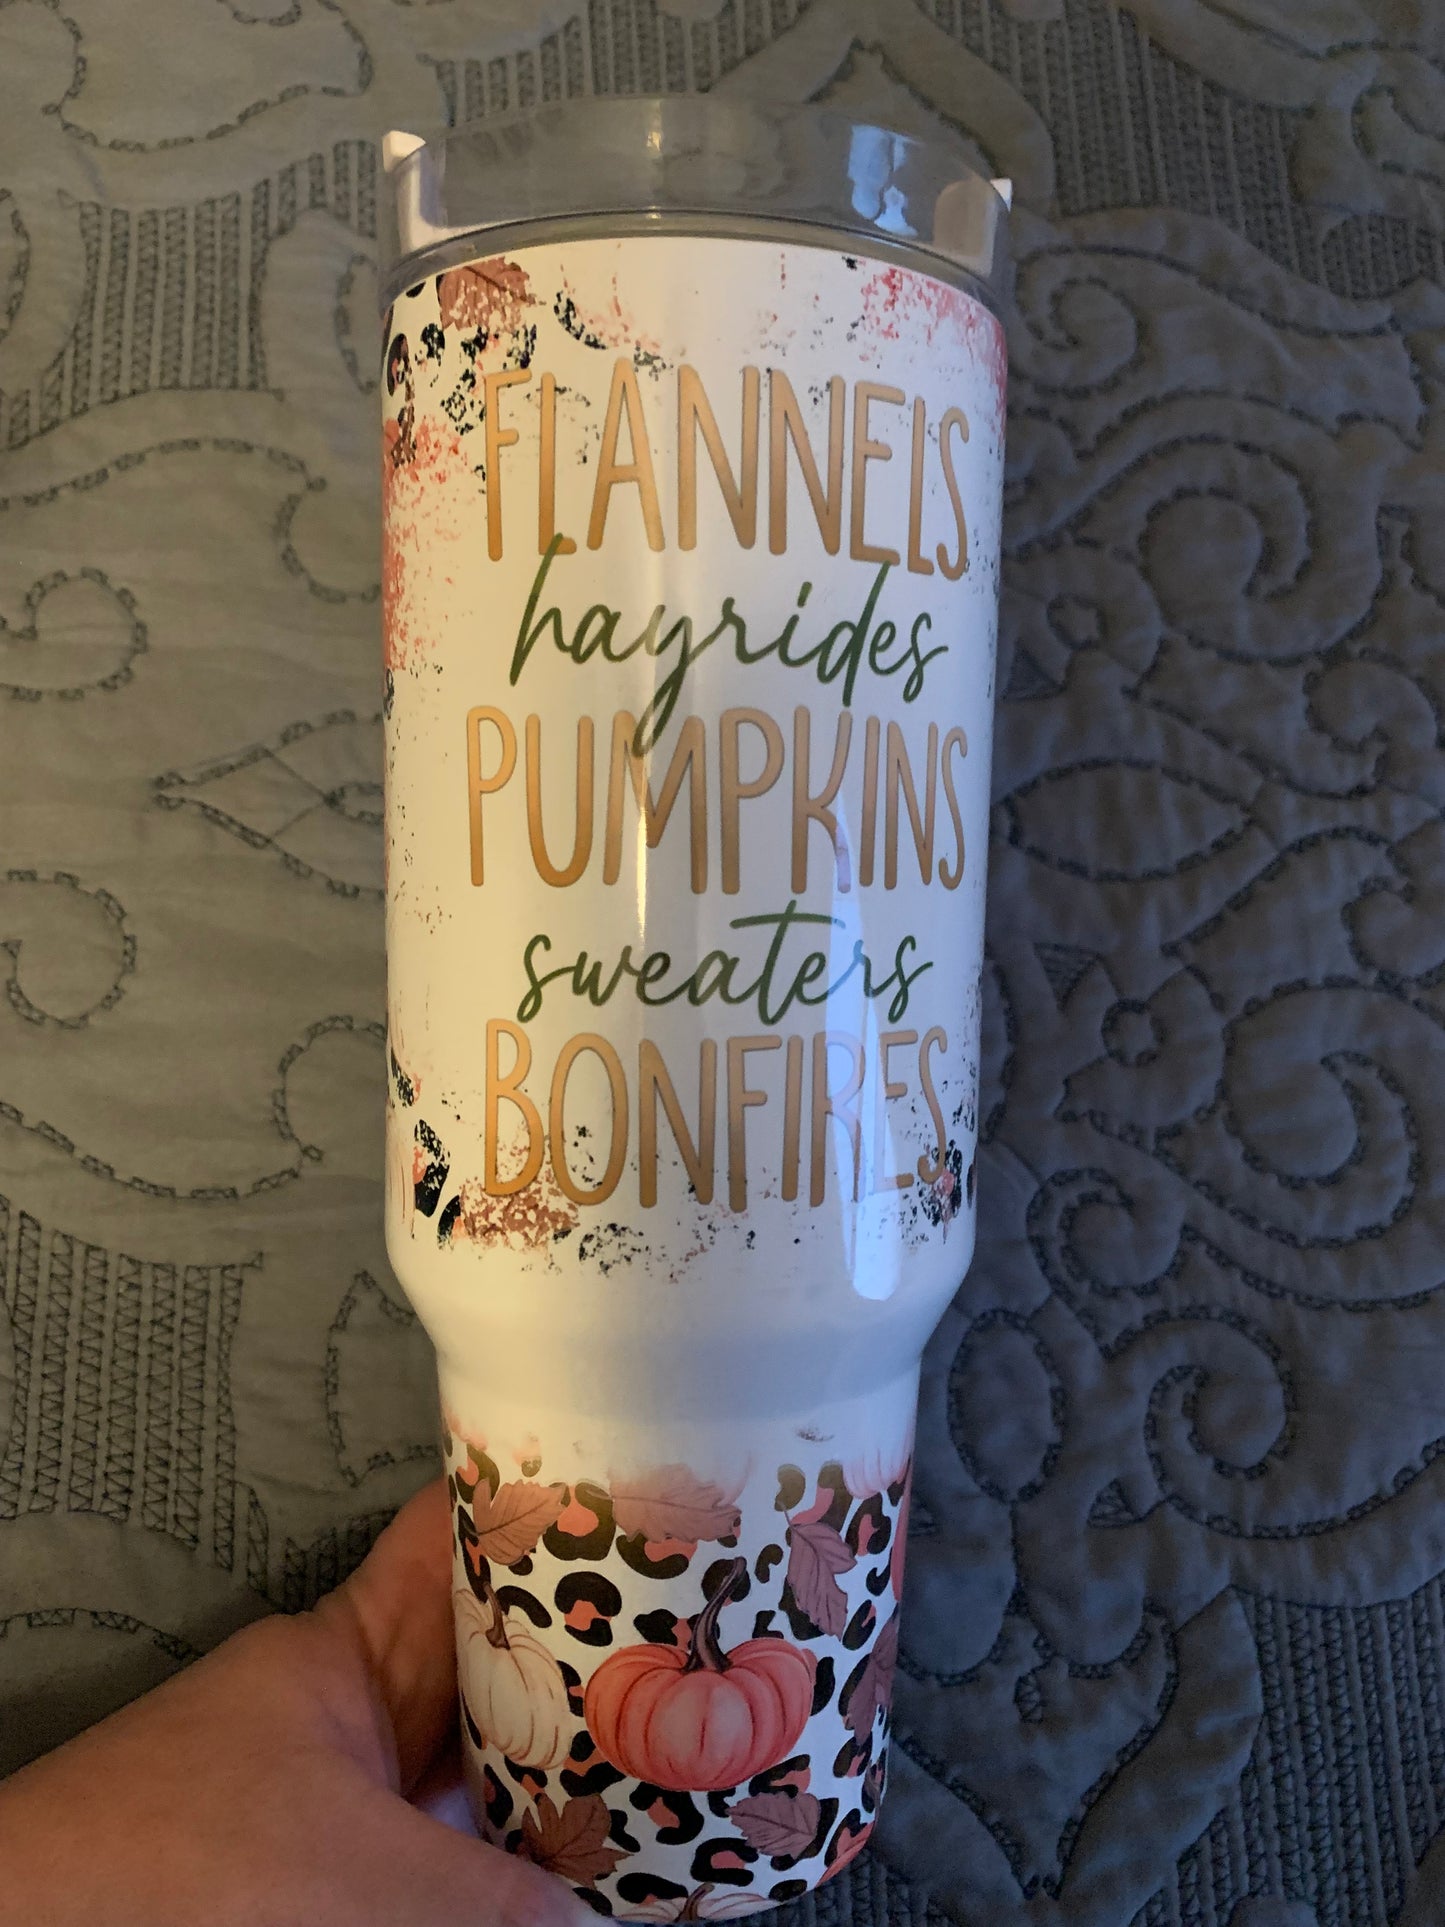 FLANNELS
hayrides
PUMPKINS
sweaters
BONFIRES